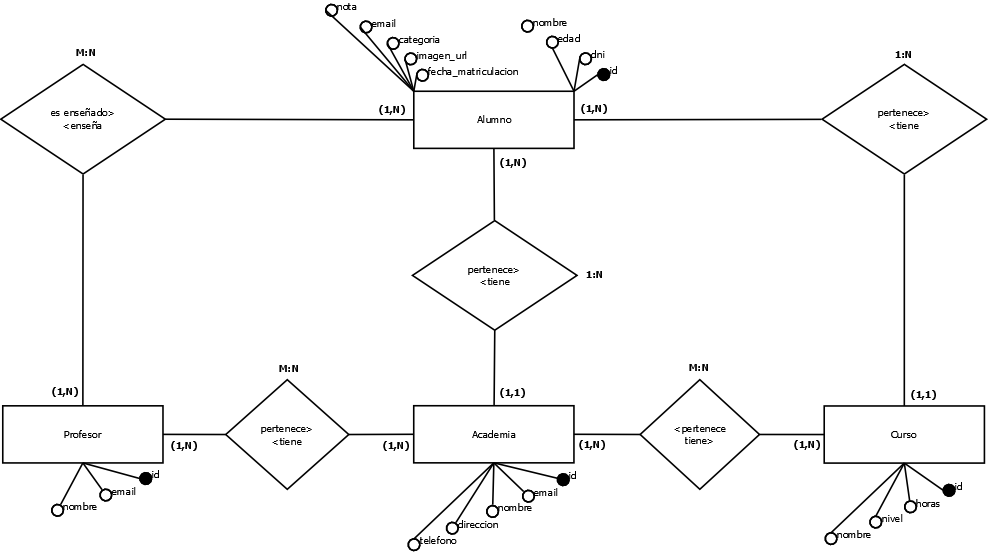 nota
email
categoria
imagen_url
fecha_matriculacion
nombre
edad
dni
id
M:N
1:N
es enseñado>
<enseña
(1,N)
Alumno
(1,N)
pertenece>
<tiene
(1,N)
pertenece>
<tiene
1:N
(1,N)
(1,1)
(1,1)
M:N
M:N
Profesor
(1,N)
pertenece>
<tiene
(1,N)
Academia
(1,N)
<pertenece
tiene>
(1,N)
Curso
id
email
nombre
id
email
nombre
direccion
telefono
id
horas
nivel
nombre